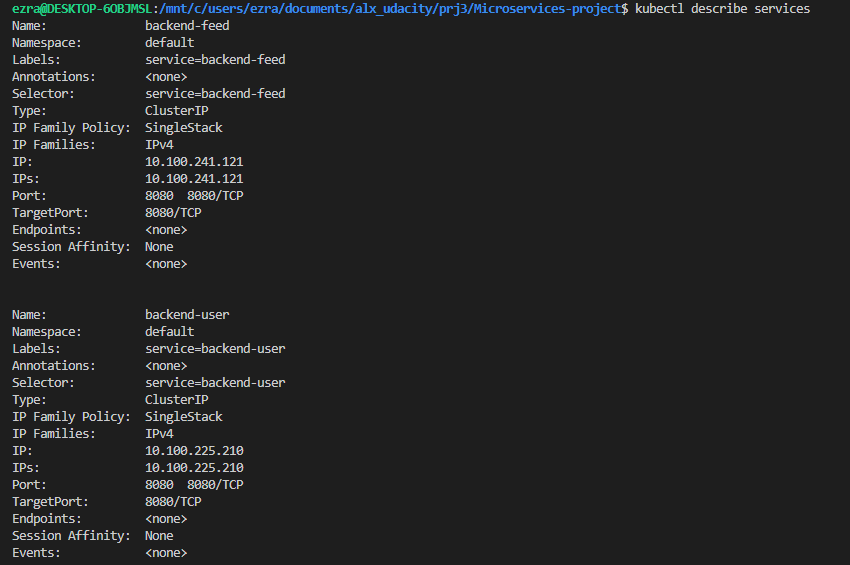 ezra@DESKTOP-6OBJMSL:/mnt/c/users/ezra/documents/alx_udacity/prj3/Microservices-project$ kubectl describe services
Name:              backend-feed
Namespace:         default
Labels:            service=backend-feed
Annotations:       <none>
Selector:          service=backend-feed
Type:              ClusterIP
IP Family Policy:  SingleStack
IP Families:       IPv4
IP:                10.100.241.121
IPs:               10.100.241.121
Port:              8080  8080/TCP
TargetPort:        8080/TCP
Endpoints:         <none>
Session Affinity:  None
Events:            <none>
Name:              backend-user
Namespace:         default
Labels:            service=backend-user
Annotations:       <none>
Selector:          service=backend-user
Type:              ClusterIP
IP Family Policy:  SingleStack
IP Families:       IPv4
IP:                10.100.225.210
IPs:               10.100.225.210
Port:              8080  8080/TCP
TargetPort:        8080/TCP
Endpoints:         <none>
Session Affinity:  None
Events:            <none>